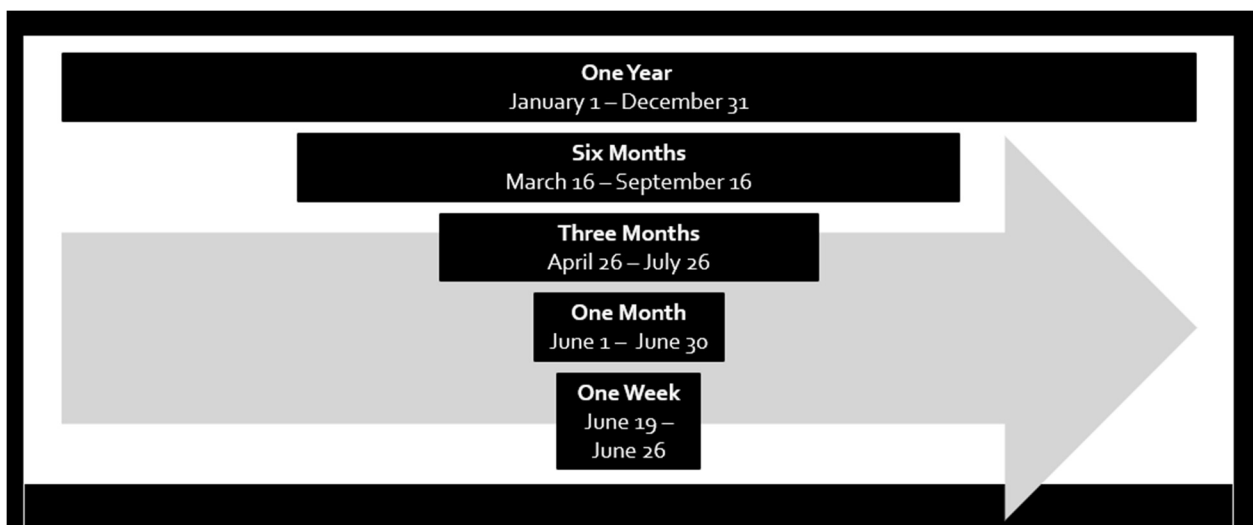 One Year
January 1 – December 31
Six Months
March 16 – September 16
Three Months
April 26 – July 26
One Month
June 1 – June 30
One Week
June 19 –
June 26